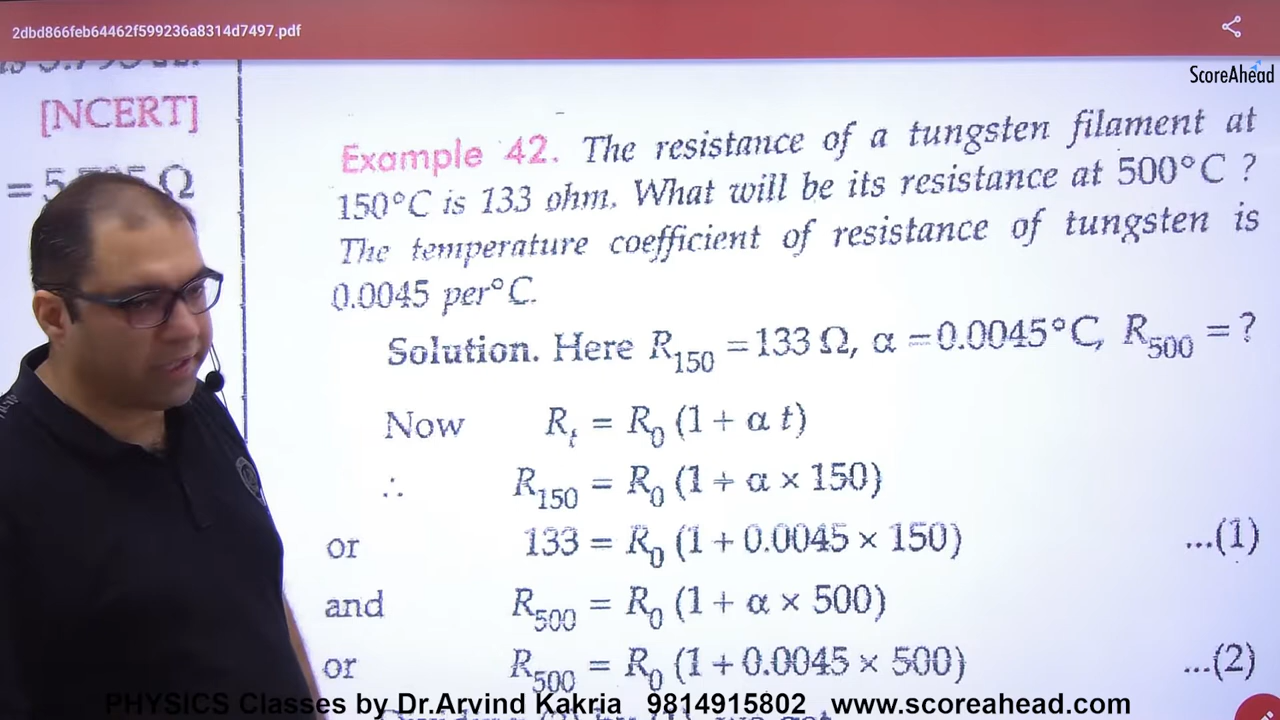 2dbd866feb64462f599236a8314d7497.pdf
ScoreAhead
[NCERT]
Ω
Example 42. The resistance of a tungsten filament at
150°C is 133 ohm. What will be its resistance at 500°C ?
The temperature coefficient of resistance of tungsten is
0.0045 per°C.
Solution. Here R₁₅₀ = 133 Ω, α = 0.0045°C, R₅₀₀ = ?
Now Rₜ = R₀ (1 + α t)
∴ R₁₅₀ = R₀ (1 + α × 150)
or 133 = R₀ (1 + 0.0045 × 150) ...(1)
and R₅₀₀ = R₀ (1 + α × 500)
or R₅₀₀ = R₀ (1 + 0.0045 × 500) ...(2)
PHYSICS Classes by Dr.Arvind Kakria 9814915802 www.scoreahead.com